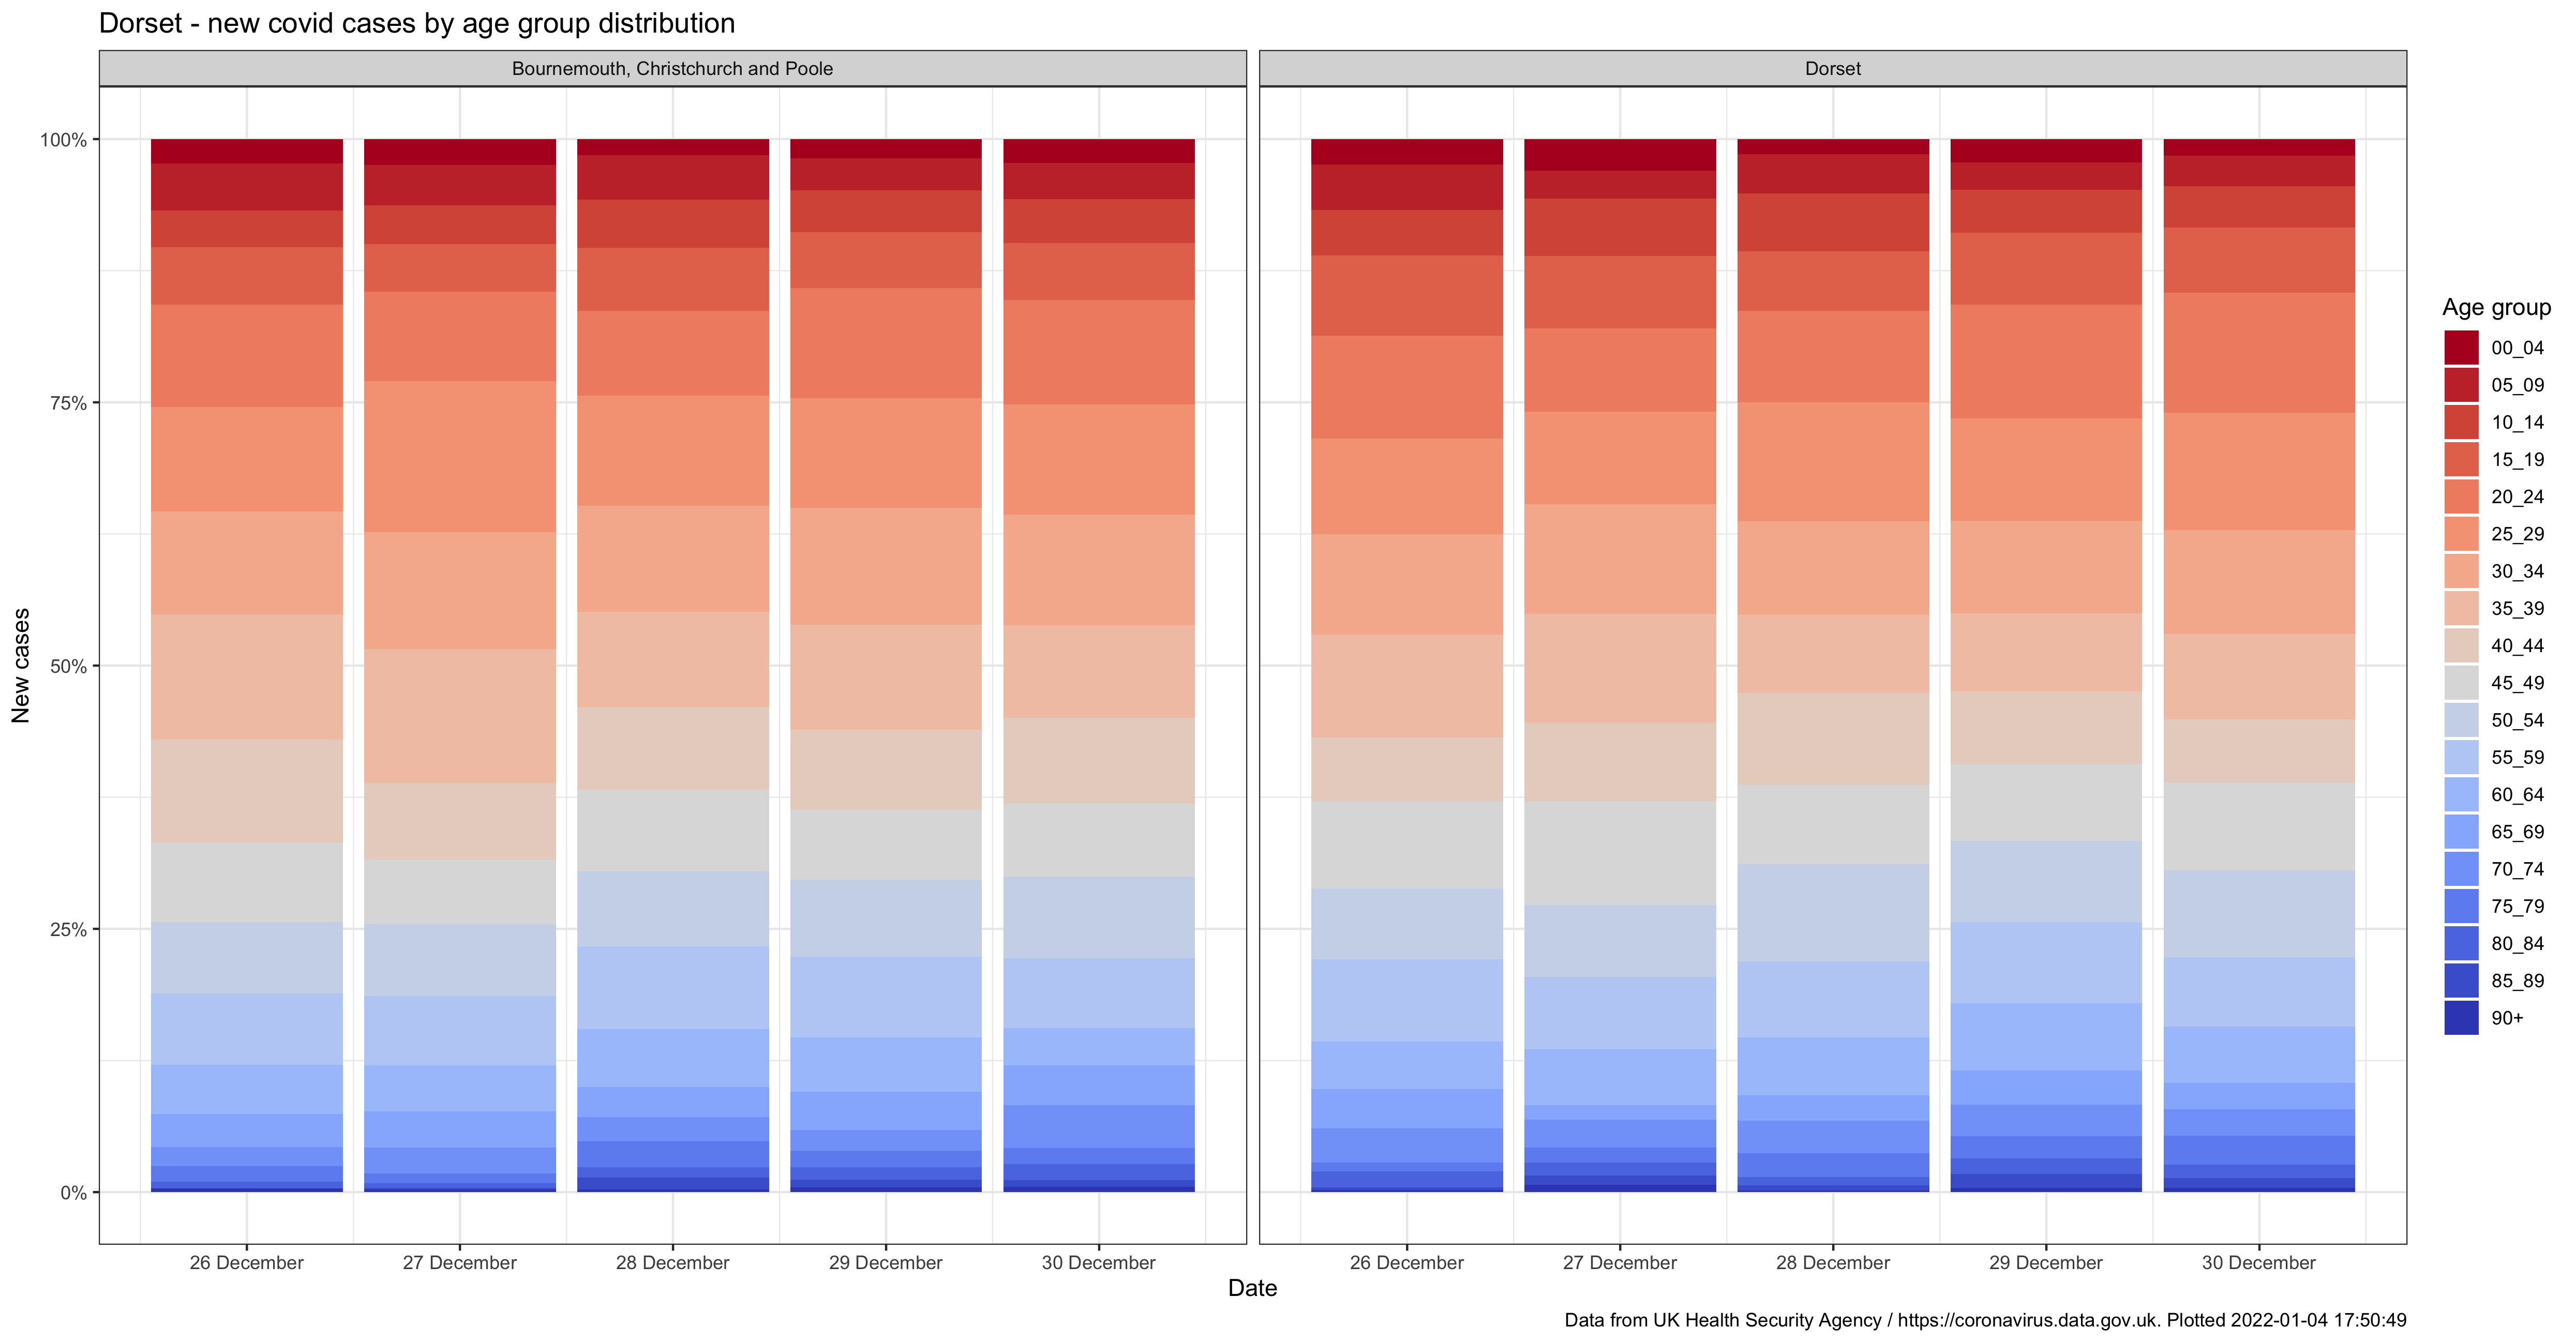 Dorset - new covid cases by age group distribution
Bournemouth, Christchurch and Poole
Dorset
100%
75%
50%
25%
0%
New cases
26 December
27 December
28 December
29 December
30 December
26 December
27 December
28 December
29 December
30 December
Date
Age group
00_04
05_09
10_14
15_19
20_24
25_29
30_34
35_39
40_44
45_49
50_54
55_59
60_64
65_69
70_74
75_79
80_84
85_89
90+
Data from UK Health Security Agency / https://coronavirus.data.gov.uk. Plotted 2022-01-04 17:50:49